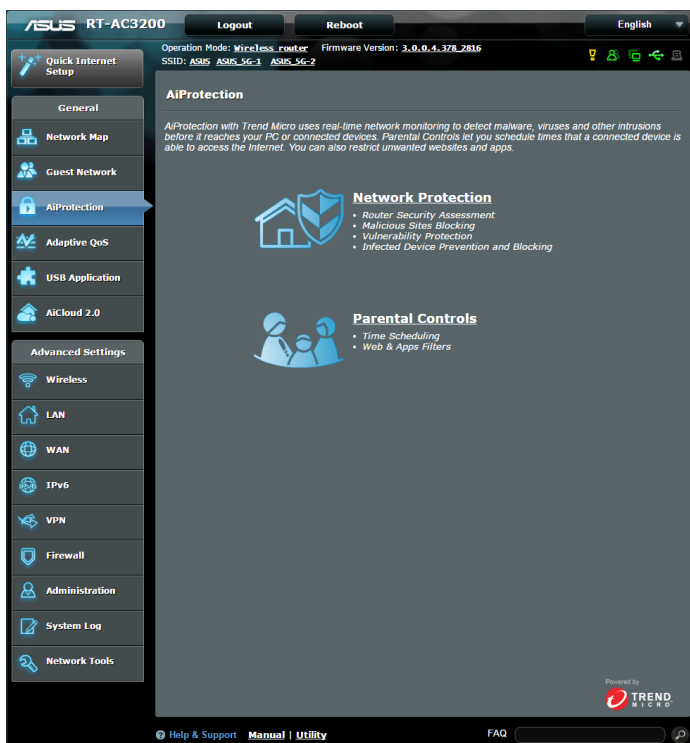 ASUS RT-AC3200 Logout Reboot English
Quick Internet Setup
Operation Mode: Wireless router Firmware Version: 3.0.0.4.378_2816
SSID: ASUS ASUS_5G-1 ASUS_5G-2
General
Network Map
Guest Network
AiProtection
Adaptive QoS
USB Application
AiCloud 2.0
Advanced Settings
Wireless
LAN
WAN
IPv6
VPN
Firewall
Administration
System Log
Network Tools
AiProtection
AiProtection with Trend Micro uses real-time network monitoring to detect malware, viruses and other intrusions
before it reaches your PC or connected devices. Parental Controls let you schedule times that a connected device is
able to access the Internet. You can also restrict unwanted websites and apps.
Network Protection
• Router Security Assessment
• Malicious Sites Blocking
• Vulnerability Protection
• Infected Device Prevention and Blocking
Parental Controls
• Time Scheduling
• Web & Apps Filters
Powered by
TREND
MICRO
Help & Support Manual | Utility FAQ